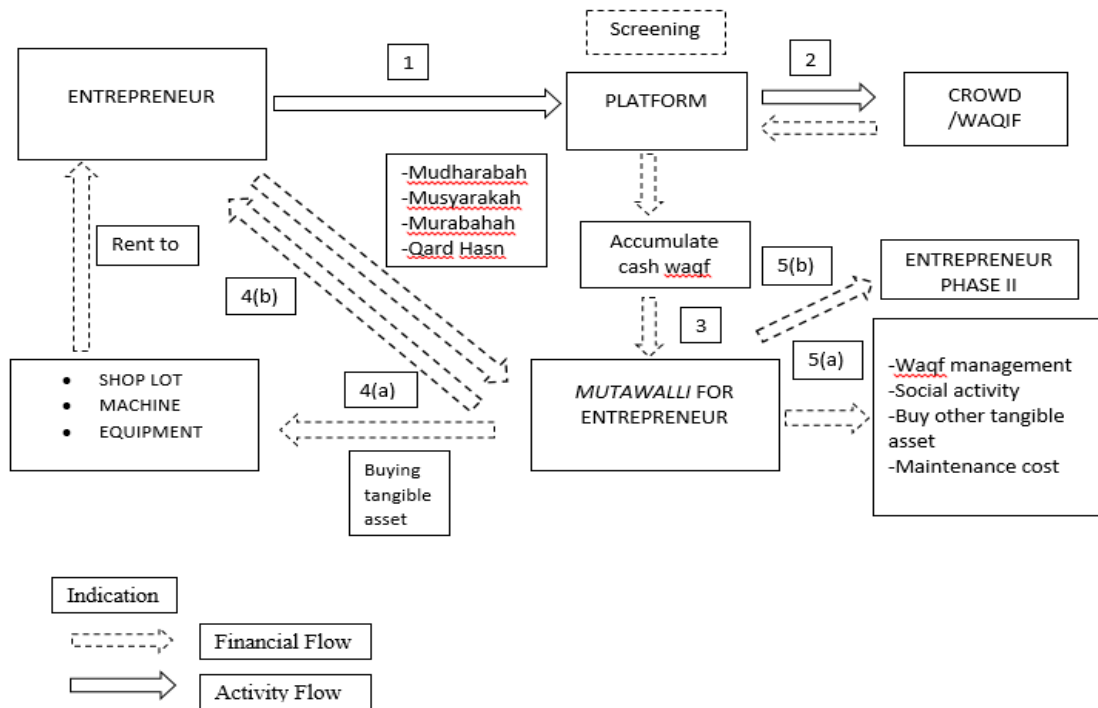 Screening
1
2
ENTREPRENEUR
PLATFORM
CROWD
/WAQIF
-Mudharabah
-Musyarakah
-Murabahah
-Qard Hasn
Rent to
Accumulate
cash waqf
5(b)
ENTREPRENEUR
PHASE II
4(b)
3
• SHOP LOT
• MACHINE
• EQUIPMENT
4(a)
MUTAWALLI FOR
ENTREPRENEUR
5(a)
-Waqf management
-Social activity
-Buy other tangible
asset
-Maintenance cost
Buying
tangible
asset
Indication
Financial Flow
Activity Flow